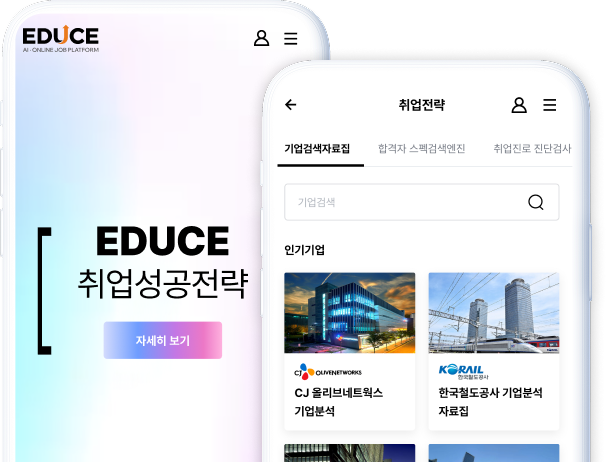 EDUCE
AI · ONLINE JOB PLATFORM
EDUCE
취업성공전략
자세히 보기
취업전략
기업검색자료집
합격자 스펙검색엔진
취업진로 진단검사
기업검색
인기기업
CJ OLIVENETWORKS
CJ 올리브네트웍스
기업분석
KORAIL
한국철도공사
한국철도공사 기업분석
자료집